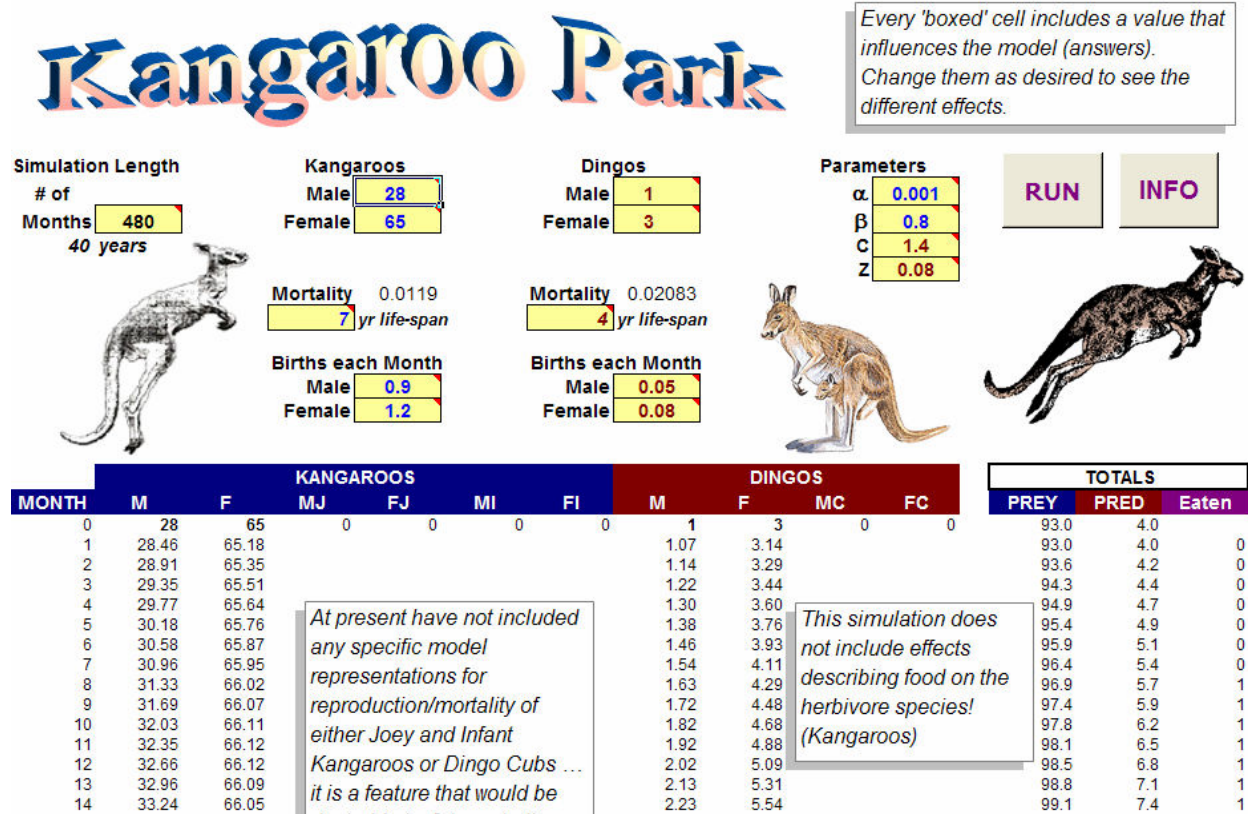 Kangaroo Park
Every 'boxed' cell includes a value that
influences the model (answers).
Change them as desired to see the
different effects.
Simulation Length
# of
Months 480
40 years
Kangaroos
Male 28
Female 65
Dingos
Male 1
Female 3
Parameters
α 0.001
β 0.8
C 1.4
Z 0.08
RUN
INFO
Mortality 0.0119
7 yr life-span
Mortality 0.02083
4 yr life-span
Births each Month
Male 0.9
Female 1.2
Births each Month
Male 0.05
Female 0.08
KANGAROOS DINGOS TOTALS
MONTH M F MJ FJ MI FI M F MC FC PREY PRED Eaten
0 28 65 0 0 0 0 1 3 0 0 93.0 4.0
1 28.46 65.18 1.07 3.14 93.0 4.0 0
2 28.91 65.35 1.14 3.29 93.6 4.2 0
3 29.35 65.51 1.22 3.44 94.3 4.4 0
4 29.77 65.64 1.30 3.60 94.9 4.7 0
5 30.18 65.76 1.38 3.76 95.4 4.9 0
6 30.58 65.87 1.46 3.93 95.9 5.1 0
7 30.96 65.95 1.54 4.11 96.4 5.4 0
8 31.33 66.02 1.63 4.29 96.9 5.7 1
9 31.69 66.07 1.72 4.48 97.4 5.9 1
10 32.03 66.11 1.82 4.68 97.8 6.2 1
11 32.35 66.12 1.92 4.88 98.1 6.5 1
12 32.66 66.12 2.02 5.09 98.5 6.8 1
13 32.96 66.09 2.13 5.31 98.8 7.1 1
14 33.24 66.05 2.23 5.54 99.1 7.4 1
At present have not included
any specific model
representations for
reproduction/mortality of
either Joey and Infant
Kangaroos or Dingo Cubs …
it is a feature that would be
This simulation does
not include effects
describing food on the
herbivore species!
(Kangaroos)